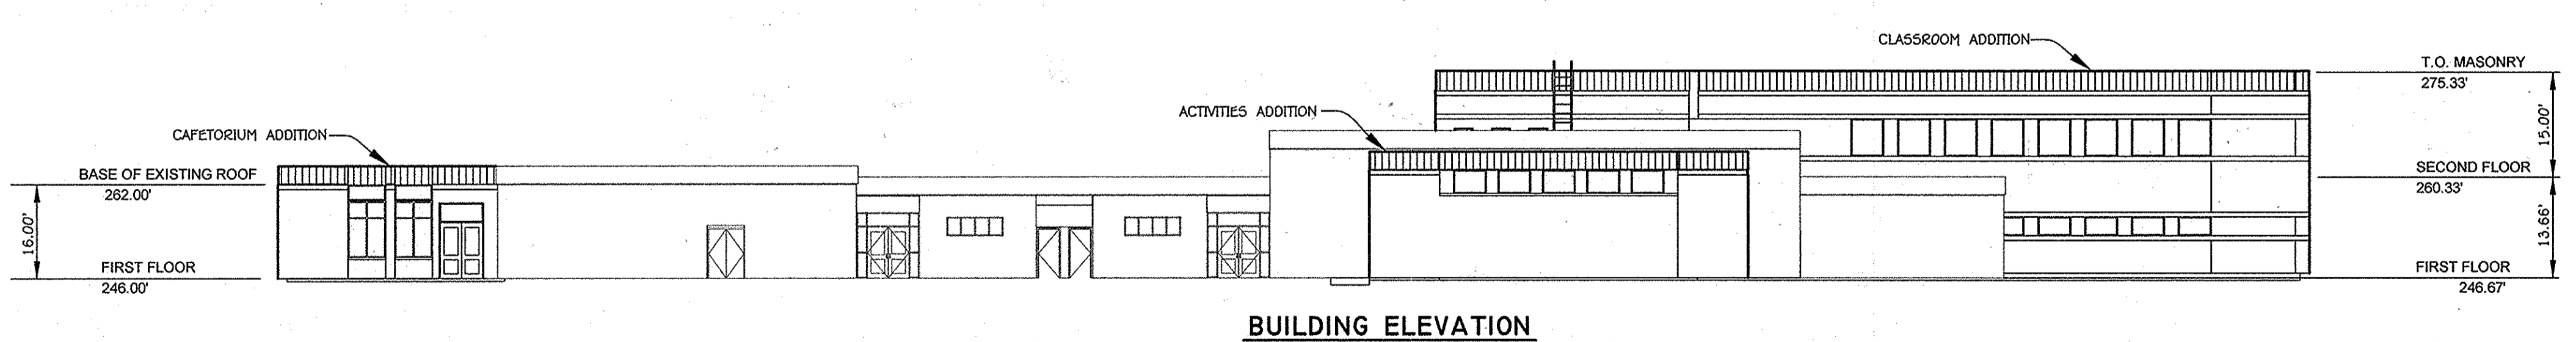 CLASSROOM ADDITION
T.O. MASONRY
275.33'
ACTIVITIES ADDITION
15.00'
CAFETORIUM ADDITION
BASE OF EXISTING ROOF
262.00'
SECOND FLOOR
260.33'
16.00'
13.66'
FIRST FLOOR
246.00'
FIRST FLOOR
246.67'
BUILDING ELEVATION